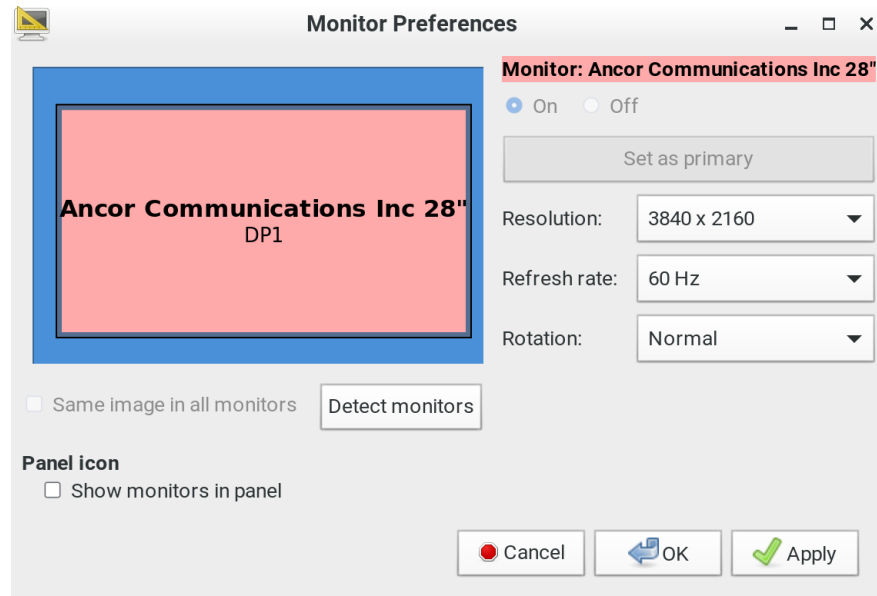 Monitor Preferences
Monitor: Ancor Communications Inc 28"
On Off
Set as primary
Ancor Communications Inc 28"
DP1
Resolution: 3840 x 2160
Refresh rate: 60 Hz
Rotation: Normal
Same image in all monitors Detect monitors
Panel icon
Show monitors in panel
Cancel OK Apply